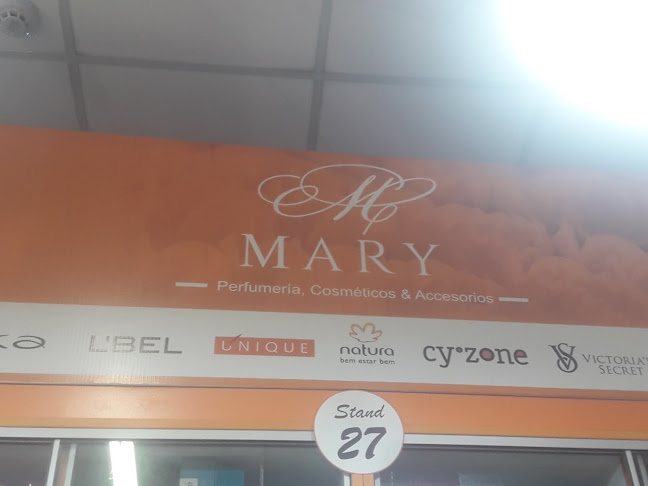 M
MARY
Perfumería, Cosméticos & Accesorios
L'BEL
UNIQUE
natura
bem estar bem
cy•zone
VS
VICTORIA'S
SECRET
Stand
27